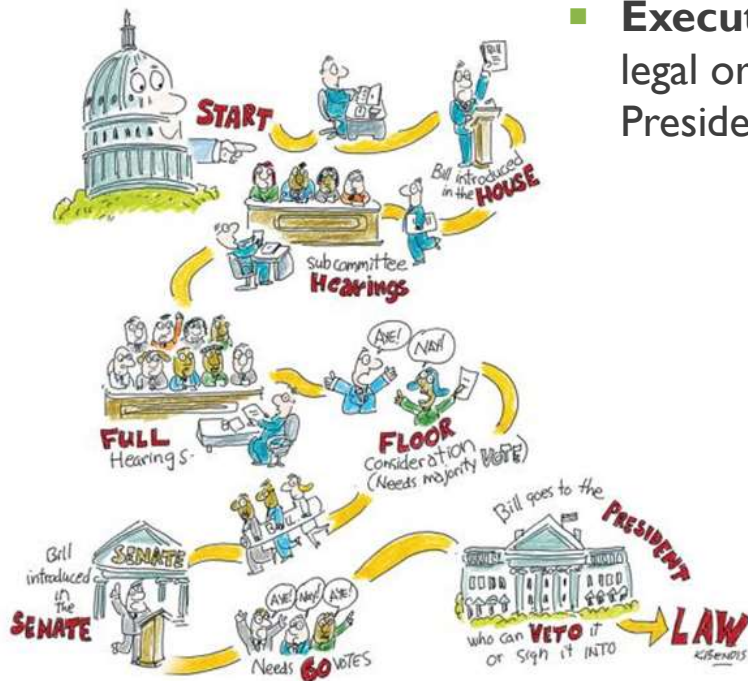 Execut
legal or
Preside
START
Bill
Bill introduced
in the HOUSE
subcommittee
Hearings
FULL
Hearings.
AYE!
NAY!
FLOOR
Consideration
(Needs majority VOTE)
Bill
introduced
in
the
SENATE
SENATE
AYE!
NAY!
AYE!
Needs 60 VOTES
Bill goes to the
PRESIDENT
who can VETO it
or sign it INTO
LAW
K.BENDIS